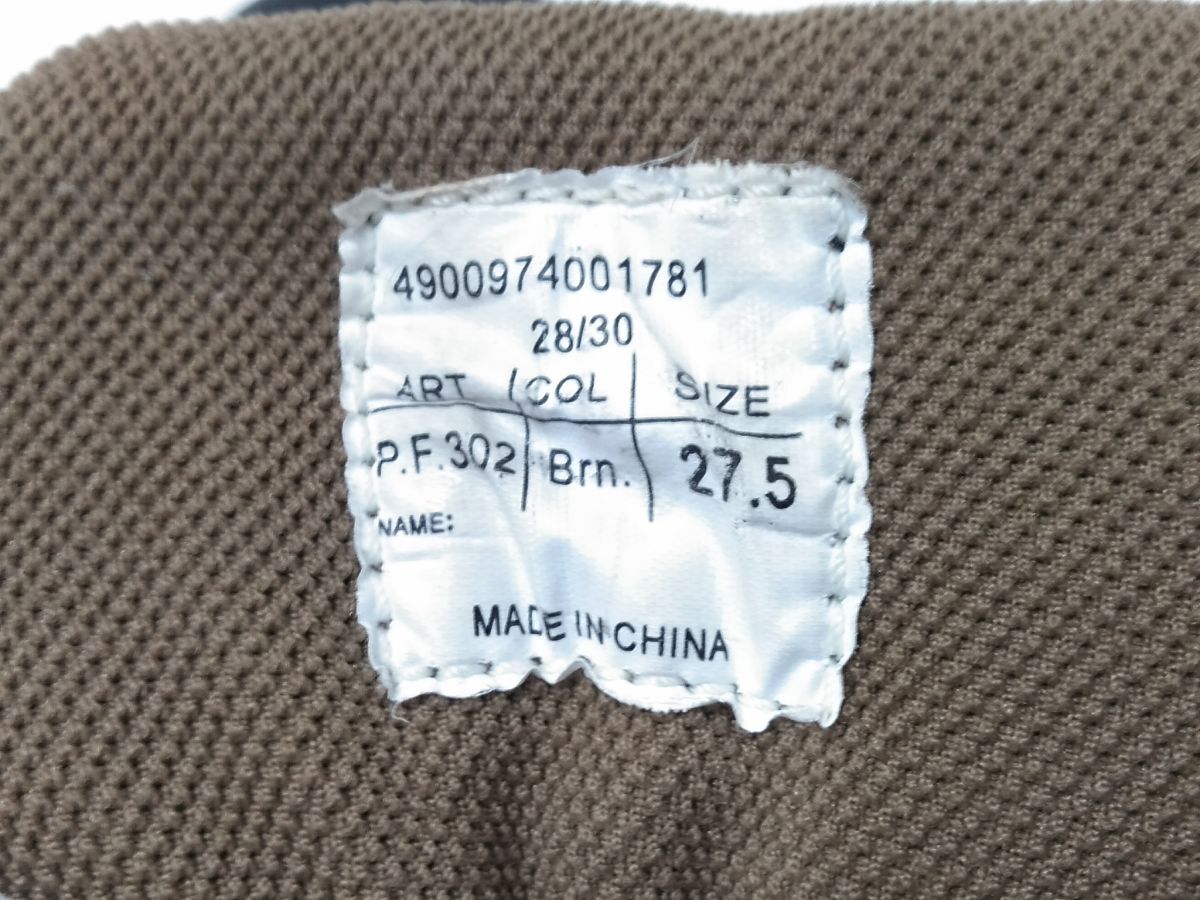 4900974001781
28/30
ART COL SIZE
P.F.302 Brn. 27.5
NAME:
MADE IN CHINA